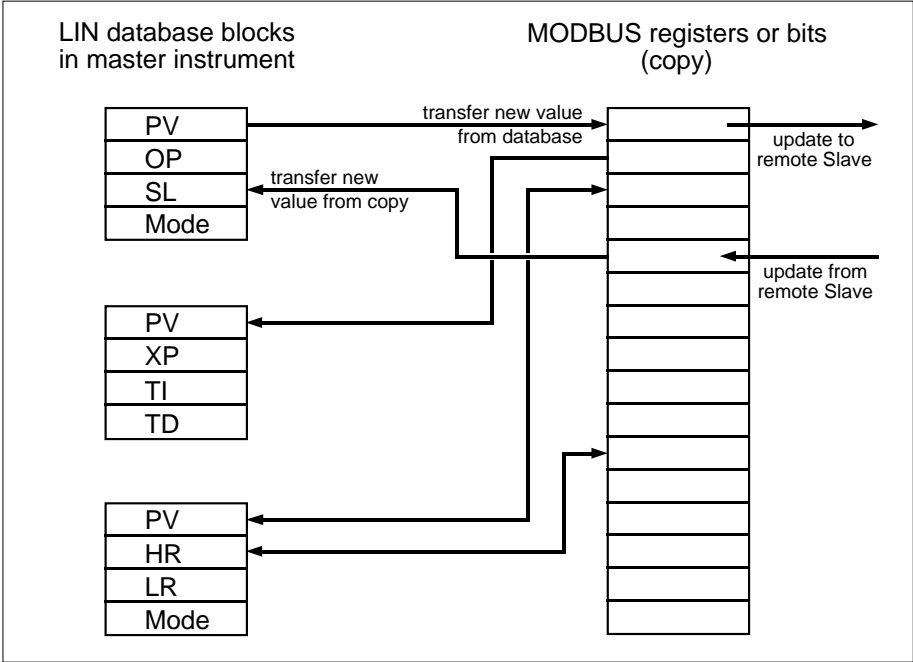 LIN database blocks
in master instrument
MODBUS registers or bits
(copy)
PV
OP
SL
Mode
transfer new value
from database
transfer new
value from copy
update to
remote Slave
update from
remote Slave
PV
XP
TI
TD
PV
HR
LR
Mode